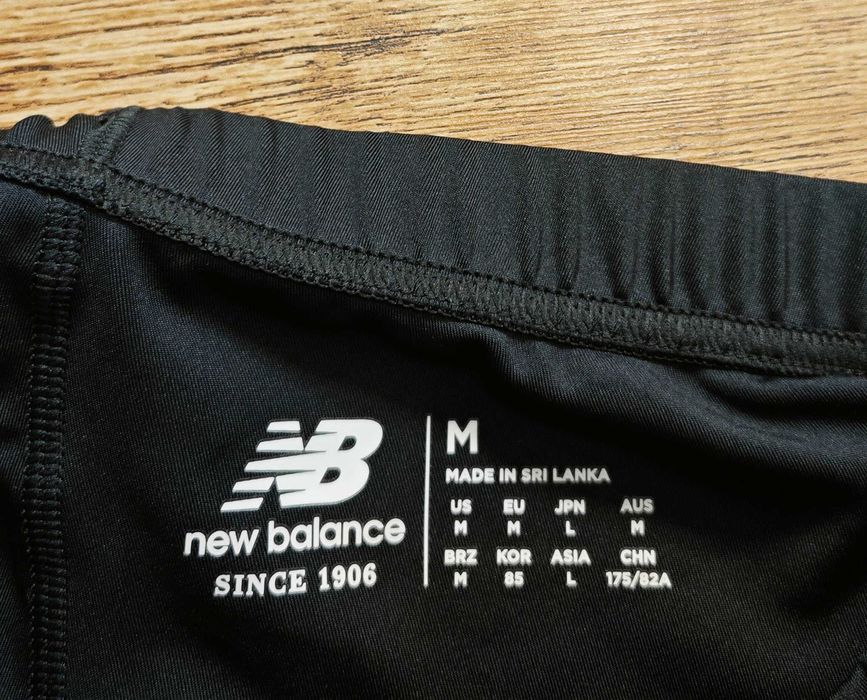 NB
new balance
SINCE 1906
M
MADE IN SRI LANKA
US EU JPN AUS
M M L M
BRZ KOR ASIA CHN
M 85 L 175/82A